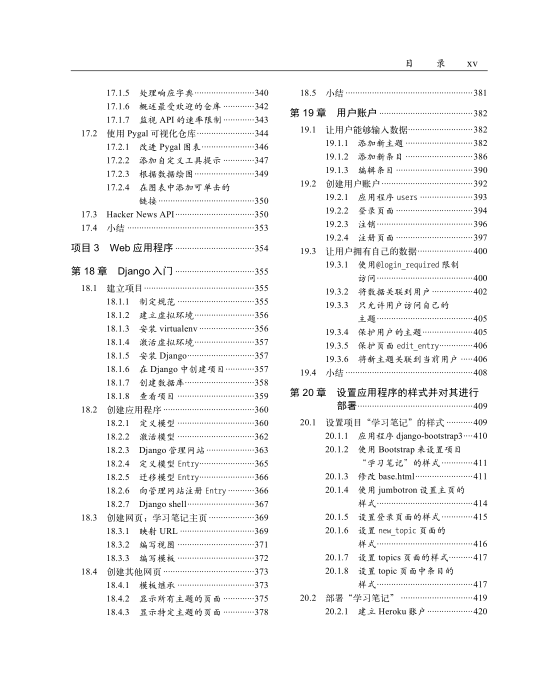 目 录 xv
17.1.5 处理响应字典 340
17.1.6 概述最受欢迎的仓库 342
17.1.7 监视 API 的速率限制 343
17.2 使用 Pygal 可视化仓库 344
17.2.1 改进 Pygal 图表 346
17.2.2 添加自定义工具提示 347
17.2.3 根据数据绘图 349
17.2.4 在图表中添加可单击的
链接 350
17.3 Hacker News API 350
17.4 小结 353
项目 3 Web 应用程序 354
第 18 章 Django 入门 355
18.1 建立项目 355
18.1.1 制定规范 355
18.1.2 建立虚拟环境 356
18.1.3 安装 virtualenv 356
18.1.4 激活虚拟环境 357
18.1.5 安装 Django 357
18.1.6 在 Django 中创建项目 357
18.1.7 创建数据库 358
18.1.8 查看项目 359
18.2 创建应用程序 360
18.2.1 定义模型 360
18.2.2 激活模型 362
18.2.3 Django 管理网站 363
18.2.4 定义模型 Entry 365
18.2.5 迁移模型 Entry 366
18.2.6 向管理网站注册 Entry 366
18.2.7 Django shell 367
18.3 创建网页：学习笔记主页 369
18.3.1 映射 URL 369
18.3.2 编写视图 371
18.3.3 编写模板 372
18.4 创建其他网页 373
18.4.1 模板继承 373
18.4.2 显示所有主题的页面 375
18.4.3 显示特定主题的页面 378
18.5 小结 381
第 19 章 用户账户 382
19.1 让用户能够输入数据 382
19.1.1 添加新主题 382
19.1.2 添加新条目 386
19.1.3 编辑条目 390
19.2 创建用户账户 392
19.2.1 应用程序 users 393
19.2.2 登录页面 394
19.2.3 注销 396
19.2.4 注册页面 397
19.3 让用户拥有自己的数据 400
19.3.1 使用@login_required 限制
访问 400
19.3.2 将数据关联到用户 402
19.3.3 只允许用户访问自己的
主题 405
19.3.4 保护用户的主题 405
19.3.5 保护页面 edit_entry 406
19.3.6 将新主题关联到当前用户 406
19.4 小结 408
第 20 章 设置应用程序的样式并对其进行
部署 409
20.1 设置项目“学习笔记”的样式 409
20.1.1 应用程序 django-bootstrap3 410
20.1.2 使用 Bootstrap 来设置项目
“学习笔记”的样式 411
20.1.3 修改 base.html 411
20.1.4 使用 jumbotron 设置主页的
样式 414
20.1.5 设置登录页面的样式 415
20.1.6 设置 new_topic 页面的
样式 416
20.1.7 设置 topics 页面的样式 417
20.1.8 设置 topic 页面中条目的
样式 417
20.2 部署“学习笔记” 419
20.2.1 建立 Heroku 账户 420